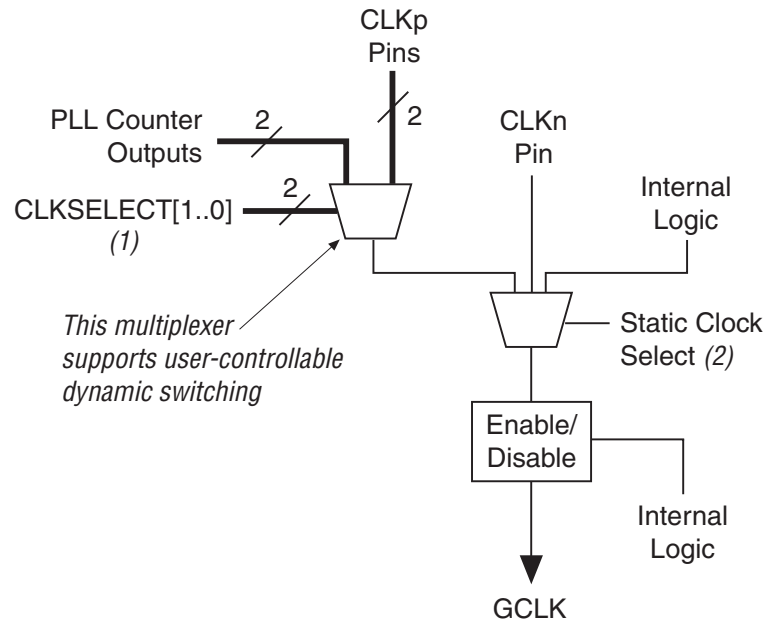 CLKp
Pins
2
PLL Counter
Outputs
2
CLKn
Pin
CLKSELECT[1..0]
(1)
2
Internal
Logic
This multiplexer
supports user-controllable
dynamic switching
Static Clock
Select (2)
Enable/
Disable
Internal
Logic
GCLK